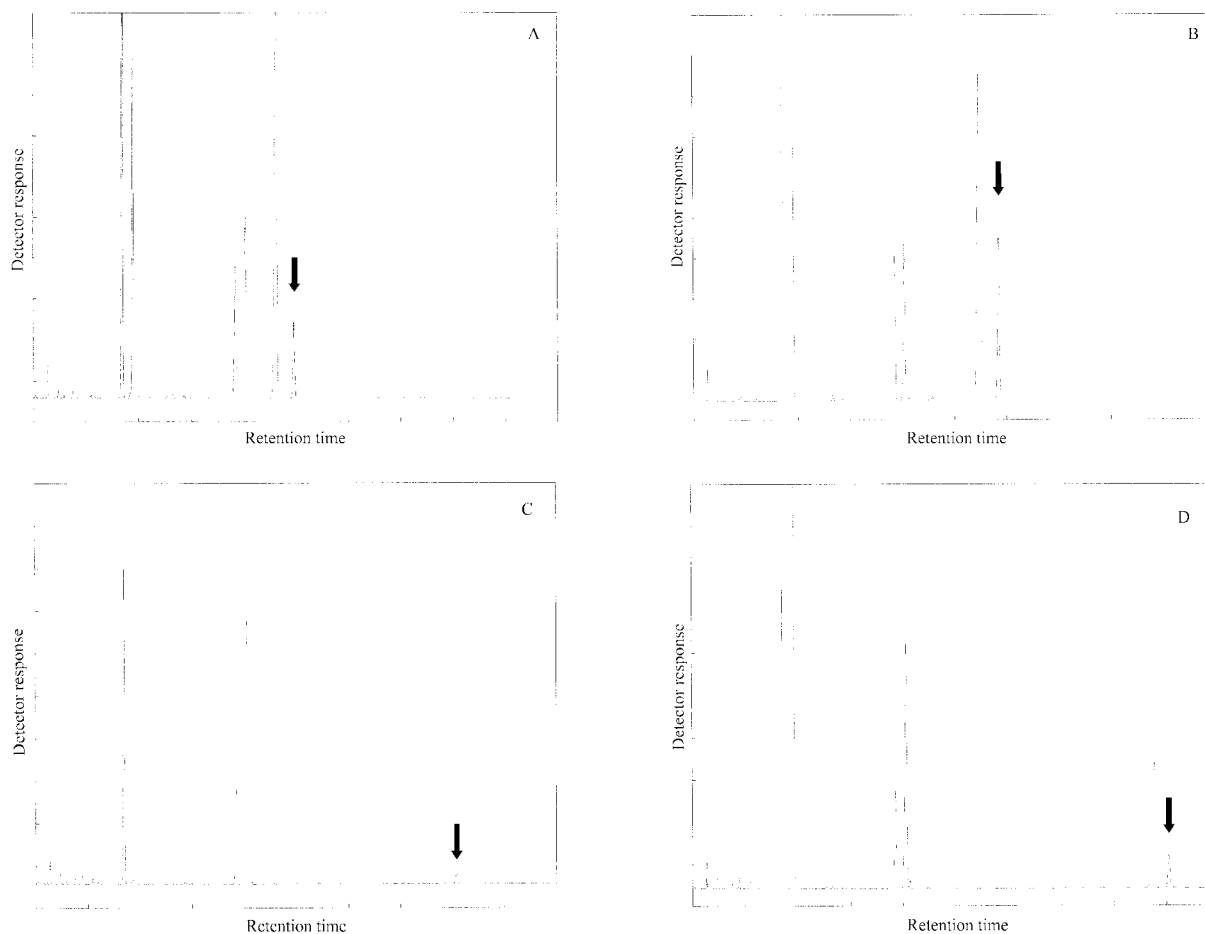 A
Detector response
Retention time
B
Detector response
Retention time
C
Detector response
Retention time
D
Detector response
Retention time